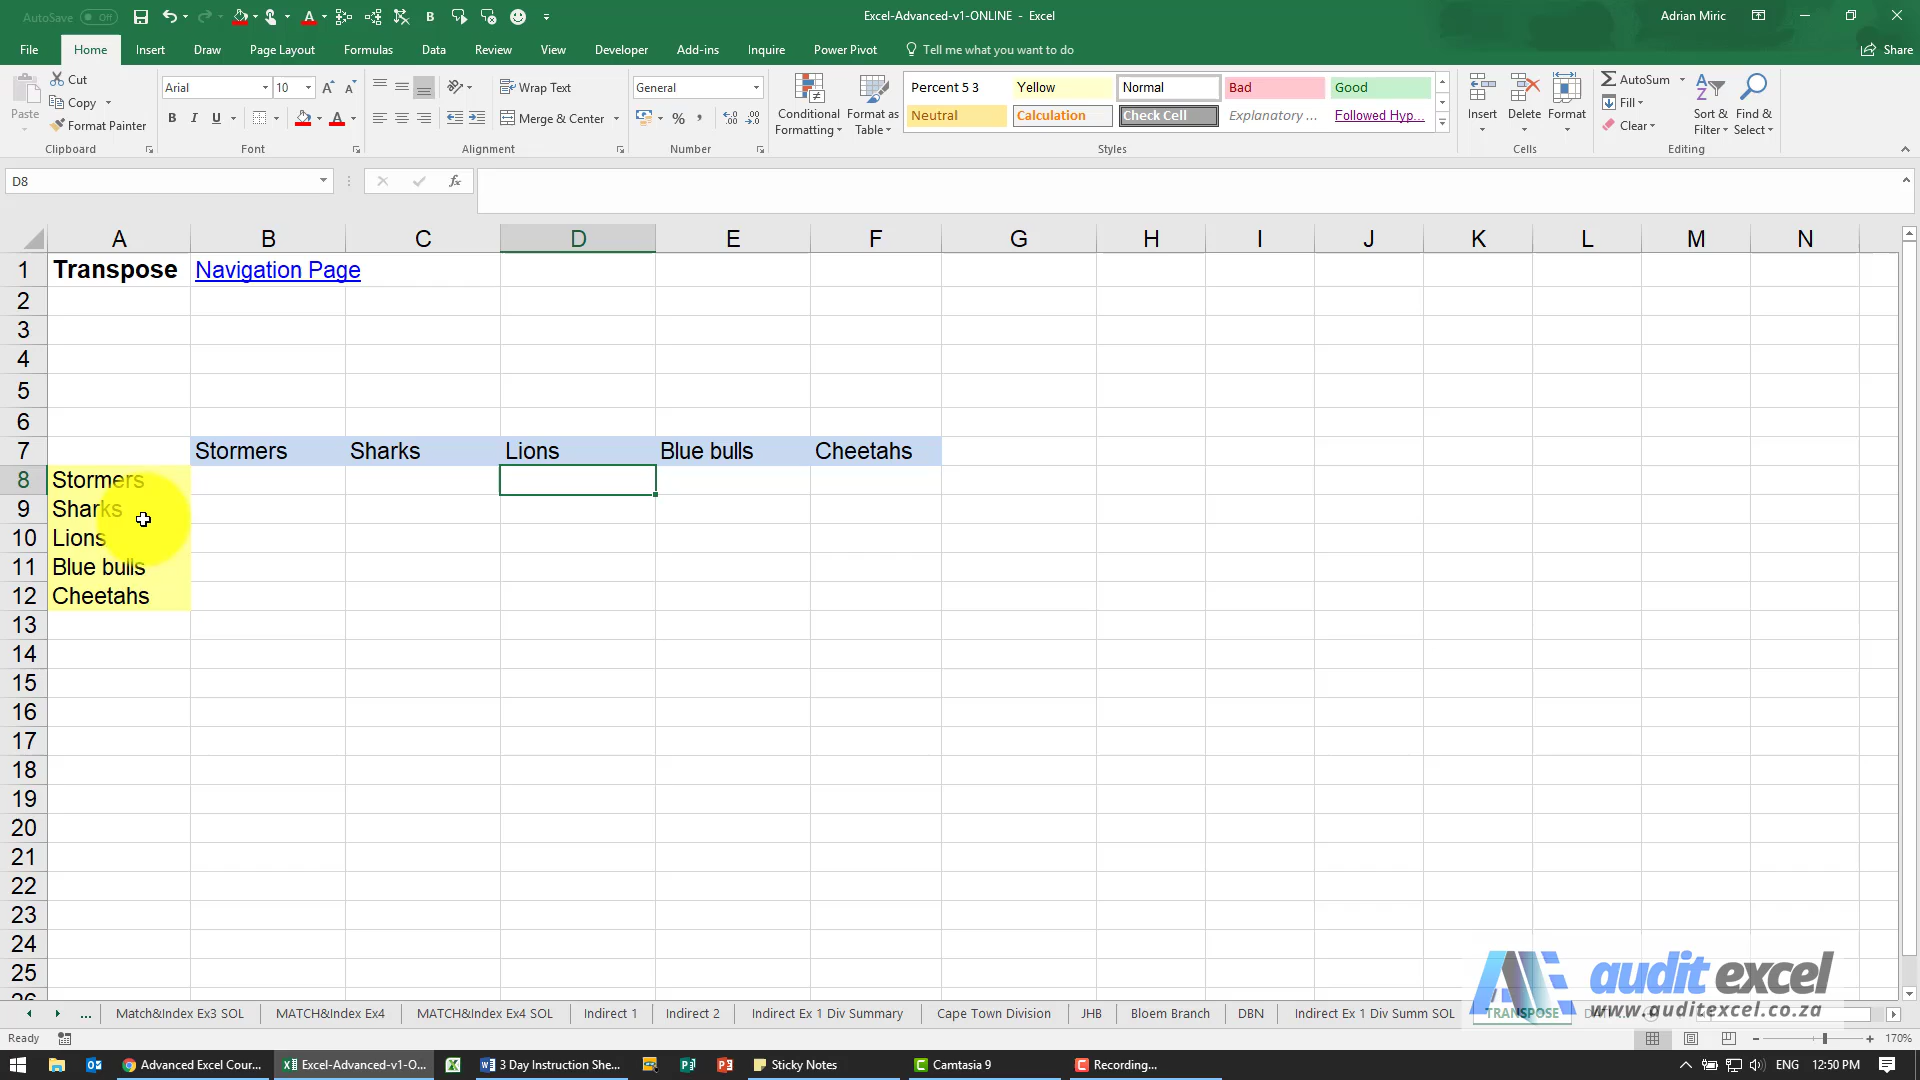 AutoSave Off
Excel-Advanced-v1-ONLINE - Excel
Adrian Miric
File Home Insert Draw Page Layout Formulas Data Review View Developer Add-ins Inquire Power Pivot Tell me what you want to do Share
Paste
Cut
Copy
Format Painter
Clipboard
Arial 10
B I U
Font
Wrap Text
Merge & Center
Alignment
General
Number
Conditional Formatting
Format as Table
Percent 5 3 Yellow Normal Bad Good
Neutral Calculation Check Cell Explanatory ... Followed Hyp...
Styles
Insert Delete Format
Cells
AutoSum
Fill
Clear
Sort & Filter
Find & Select
Editing
D8
fx
A B C D E F G H I J K L M N
1 Transpose Navigation Page
2
3
4
5
6
7 Stormers Sharks Lions Blue bulls Cheetahs
8 Stormers
9 Sharks
10 Lions
11 Blue bulls
12 Cheetahs
13
14
15
16
17
18
19
20
21
22
23
24
25
26
audit excel
www.auditexcel.co.za
... Match&Index Ex3 SOL MATCH&Index Ex4 MATCH&Index Ex4 SOL Indirect 1 Indirect 2 Indirect Ex 1 Div Summary Cape Town Division JHB Bloem Branch DBN Indirect Ex 1 Div Summ SOL TRANSPOSE
Ready
170%
Advanced Excel Cour...
Excel-Advanced-v1-O...
3 Day Instruction She...
Sticky Notes
Camtasia 9
Recording...
ENG 12:50 PM